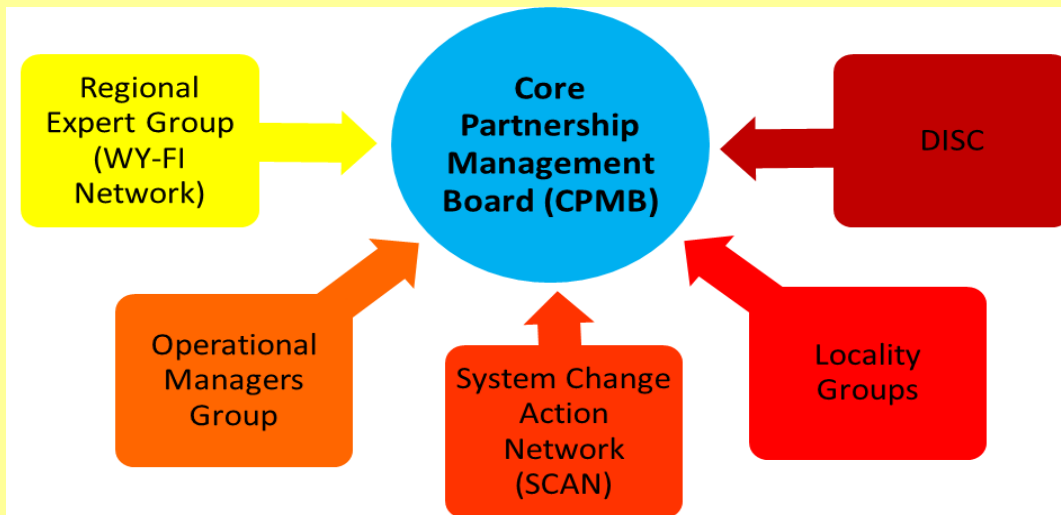 Regional
Expert Group
(WY-FI
Network)
Core
Partnership
Management
Board (CPMB)
DISC
Operational
Managers
Group
System Change
Action
Network
(SCAN)
Locality
Groups